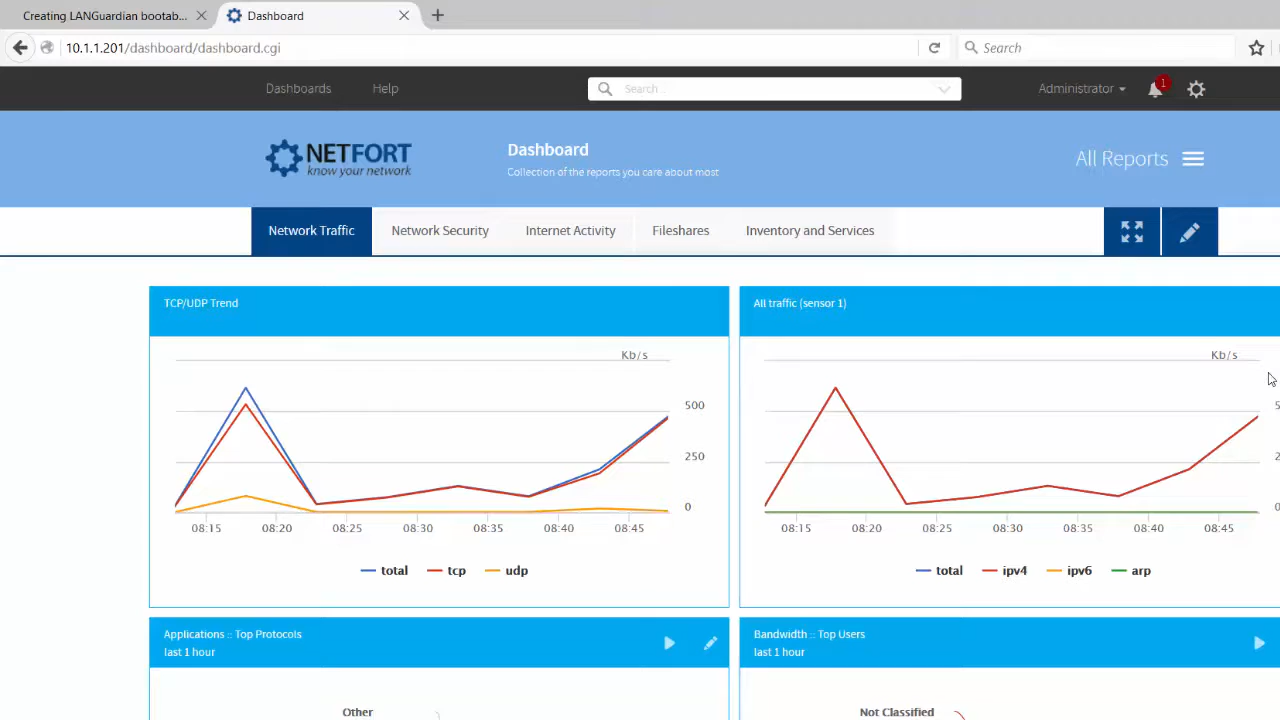 Creating LANGuardian bootab...
Dashboard
10.1.1.201/dashboard/dashboard.cgi
Search
Dashboards
Help
Search ..
Administrator
1
NETFORT
know your network
Dashboard
Collection of the reports you care about most
All Reports
Network Traffic
Network Security
Internet Activity
Fileshares
Inventory and Services
TCP/UDP Trend
Kb/s
500
250
0
08:15 08:20 08:25 08:30 08:35 08:40 08:45
total tcp udp
All traffic (sensor 1)
Kb/s
08:15 08:20 08:25 08:30 08:35 08:40 08:45
total ipv4 ipv6 arp
Applications :: Top Protocols
last 1 hour
Other
Bandwidth :: Top Users
last 1 hour
Not Classified